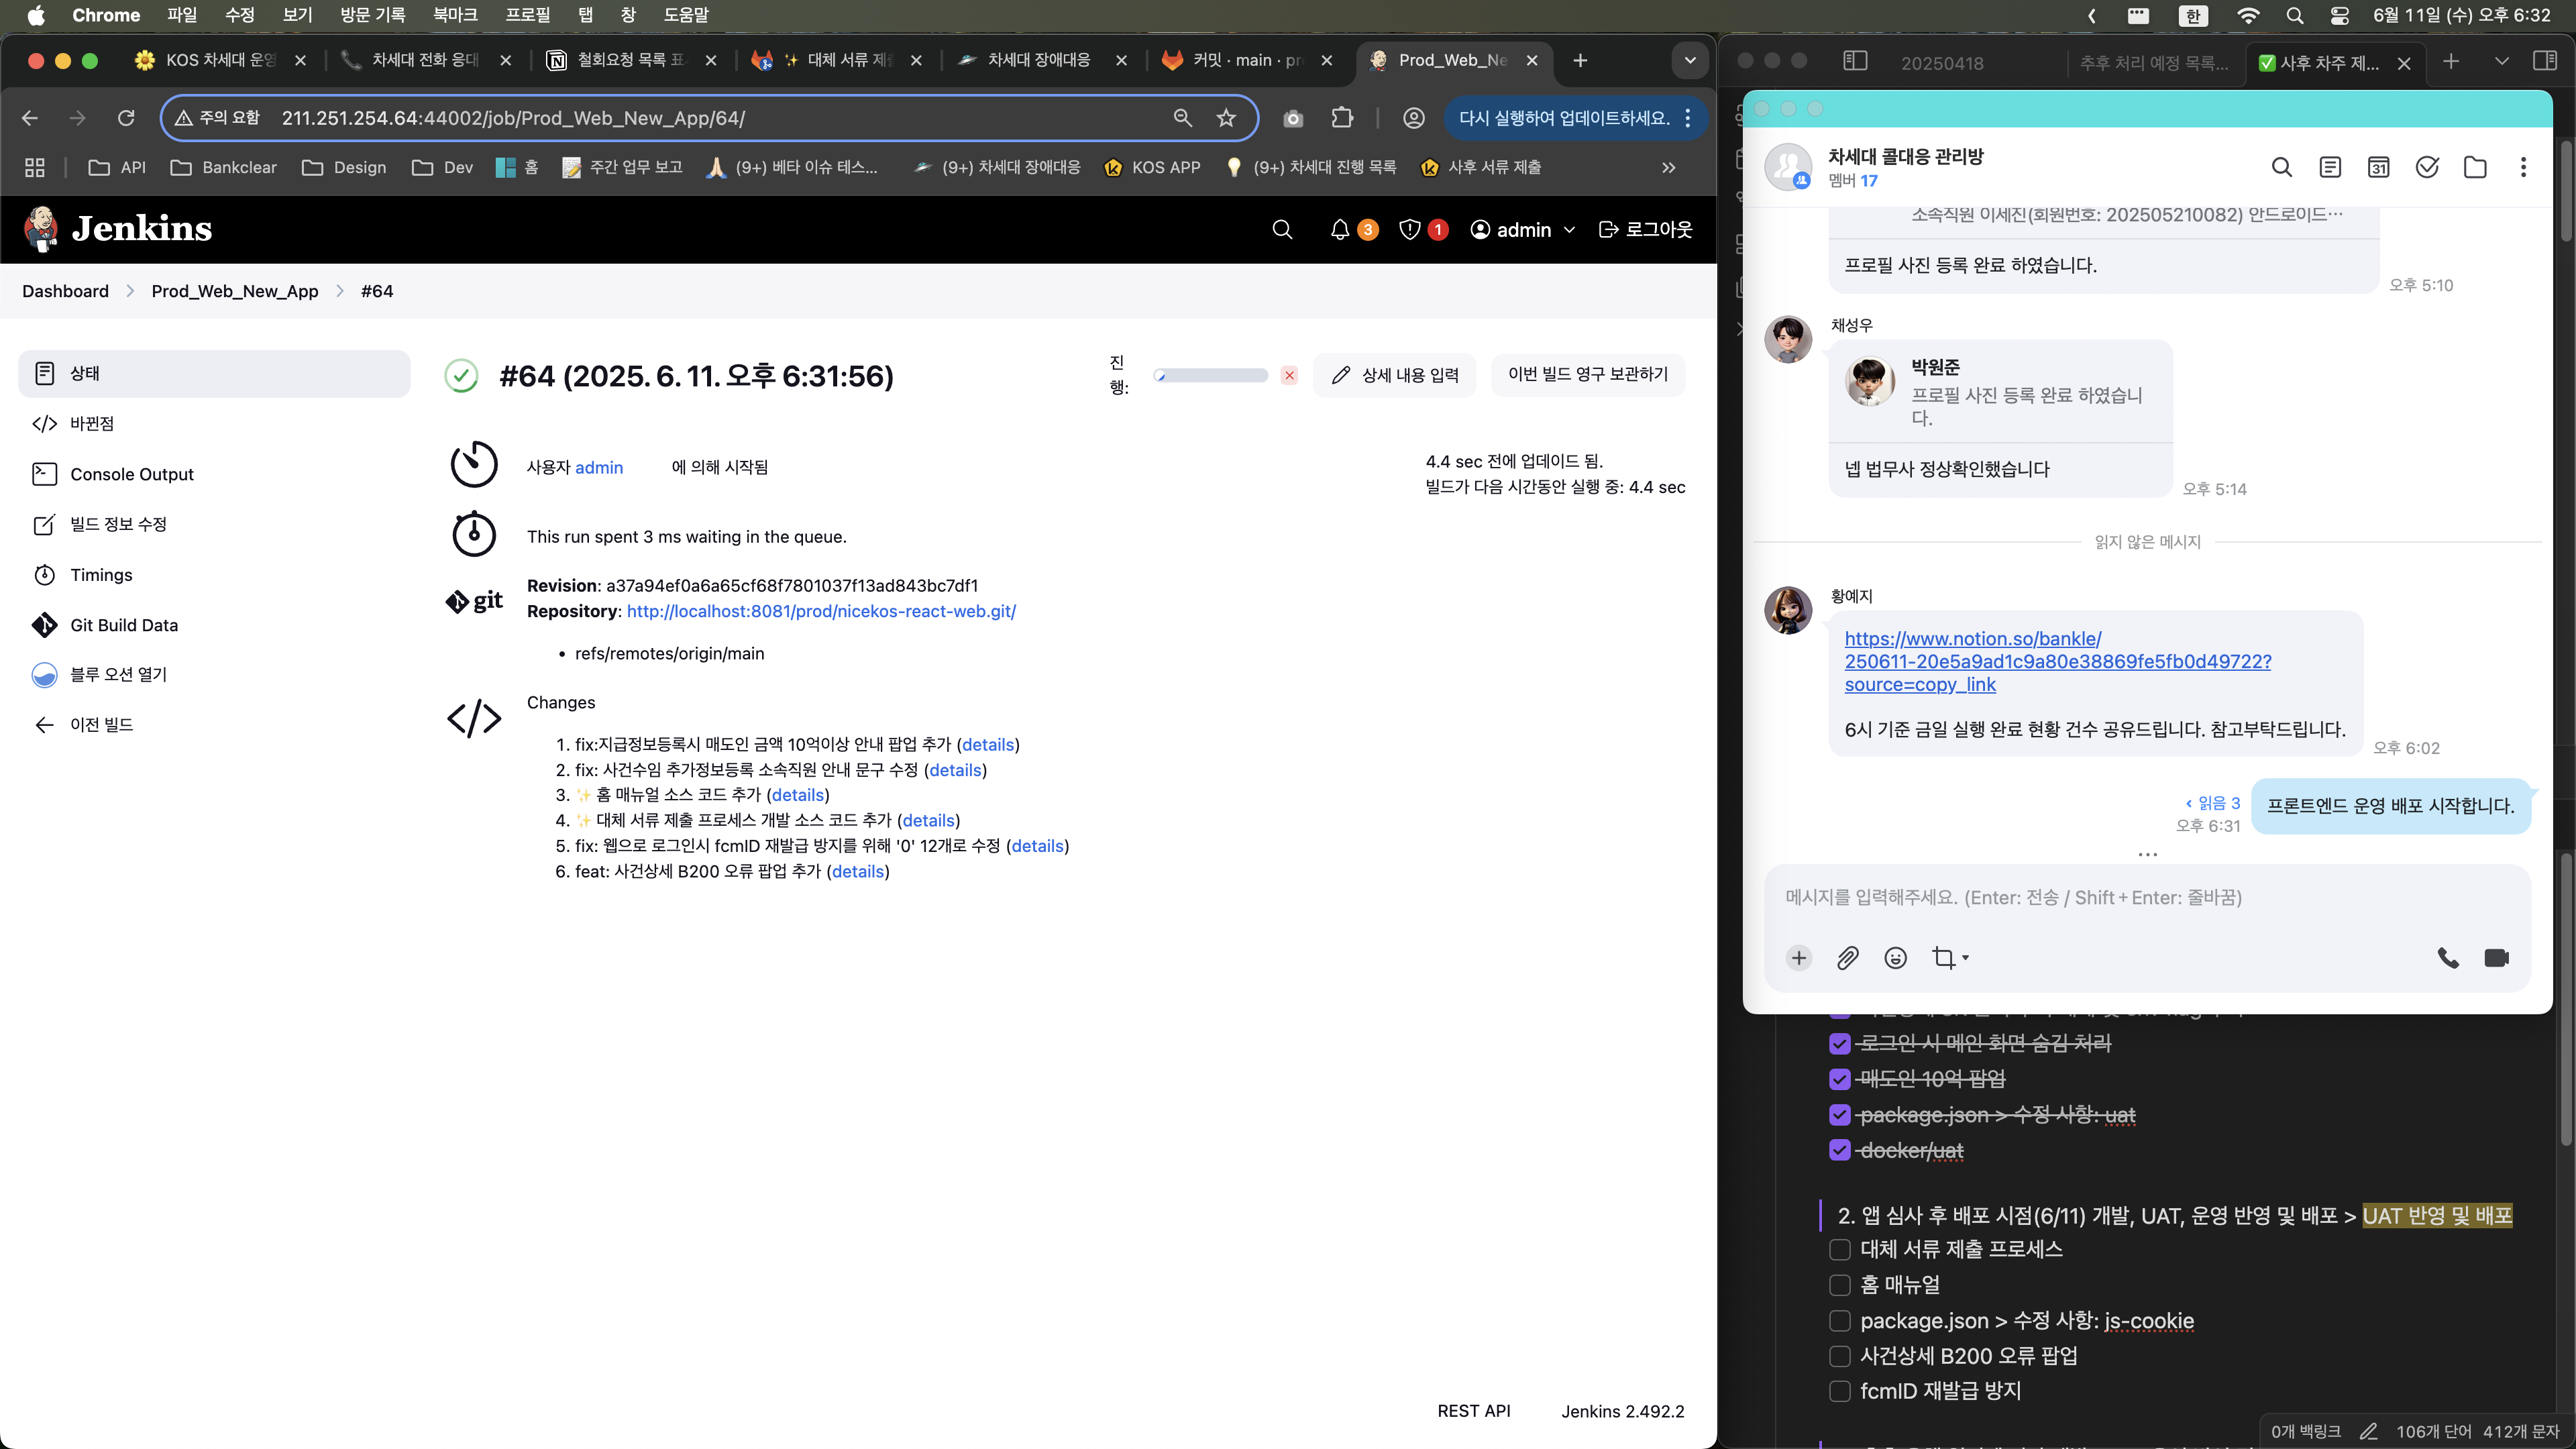 Chrome 파일 수정 보기 방문 기록 북마크 프로필 탭 창 도움말
한 6월 11일 (수) 오후 6:32
KOS 차세대 운영
차세대 전화 응대
철회요청 목록 표
✨ 대체 서류 제출
차세대 장애대응
커밋 · main · pr
Prod_Web_Ne
주의 요함 211.251.254.64:44002/job/Prod_Web_New_App/64/
다시 실행하여 업데이트하세요.
API Bankclear Design Dev 홈 주간 업무 보고 (9+) 베타 이슈 테스... (9+) 차세대 장애대응 KOS APP (9+) 차세대 진행 목록 사후 서류 제출
Jenkins
3 1 admin 로그아웃
Dashboard Prod_Web_New_App #64
상태
바뀐점
Console Output
빌드 정보 수정
Timings
Git Build Data
블루 오션 열기
이전 빌드
#64 (2025. 6. 11. 오후 6:31:56)
진행:
상세 내용 입력
이번 빌드 영구 보관하기
사용자 admin 에 의해 시작됨
4.4 sec 전에 업데이드 됨.
빌드가 다음 시간동안 실행 중: 4.4 sec
This run spent 3 ms waiting in the queue.
git
Revision: a37a94ef0a6a65cf68f7801037f13ad843bc7df1
Repository: http://localhost:8081/prod/nicekos-react-web.git/
• refs/remotes/origin/main
Changes
1. fix:지급정보등록시 매도인 금액 10억이상 안내 팝업 추가 (details)
2. fix: 사건수임 추가정보등록 소속직원 안내 문구 수정 (details)
3. ✨ 홈 매뉴얼 소스 코드 추가 (details)
4. ✨ 대체 서류 제출 프로세스 개발 소스 코드 추가 (details)
5. fix: 웹으로 로그인시 fcmID 재발급 방지를 위해 '0' 12개로 수정 (details)
6. feat: 사건상세 B200 오류 팝업 추가 (details)
REST API Jenkins 2.492.2
20250418
추후 처리 예정 목록...
✅ 사후 차주 제...
차세대 콜대응 관리방
멤버 17
31
소속직원 이세진(회원번호: 202505210082) 안드로이드…
프로필 사진 등록 완료 하였습니다.
오후 5:10
채성우
박원준
프로필 사진 등록 완료 하였습니
다.
넵 법무사 정상확인했습니다
오후 5:14
읽지 않은 메시지
황예지
https://www.notion.so/bankle/
250611-20e5a9ad1c9a80e38869fe5fb0d49722?
source=copy_link
6시 기준 금일 실행 완료 현황 건수 공유드립니다. 참고부탁드립니다.
오후 6:02
읽음 3
오후 6:31
프론트엔드 운영 배포 시작합니다.
메시지를 입력해주세요. (Enter: 전송 / Shift+Enter: 줄바꿈)
로그인 시 메인 화면 숨김 처리
매도인 10억 팝업
package.json > 수정 사항: uat
docker/uat
2. 앱 심사 후 배포 시점(6/11) 개발, UAT, 운영 반영 및 배포 > UAT 반영 및 배포
대체 서류 제출 프로세스
홈 매뉴얼
package.json > 수정 사항: js-cookie
사건상세 B200 오류 팝업
fcmID 재발급 방지
0개 백링크 106개 단어 412개 문자